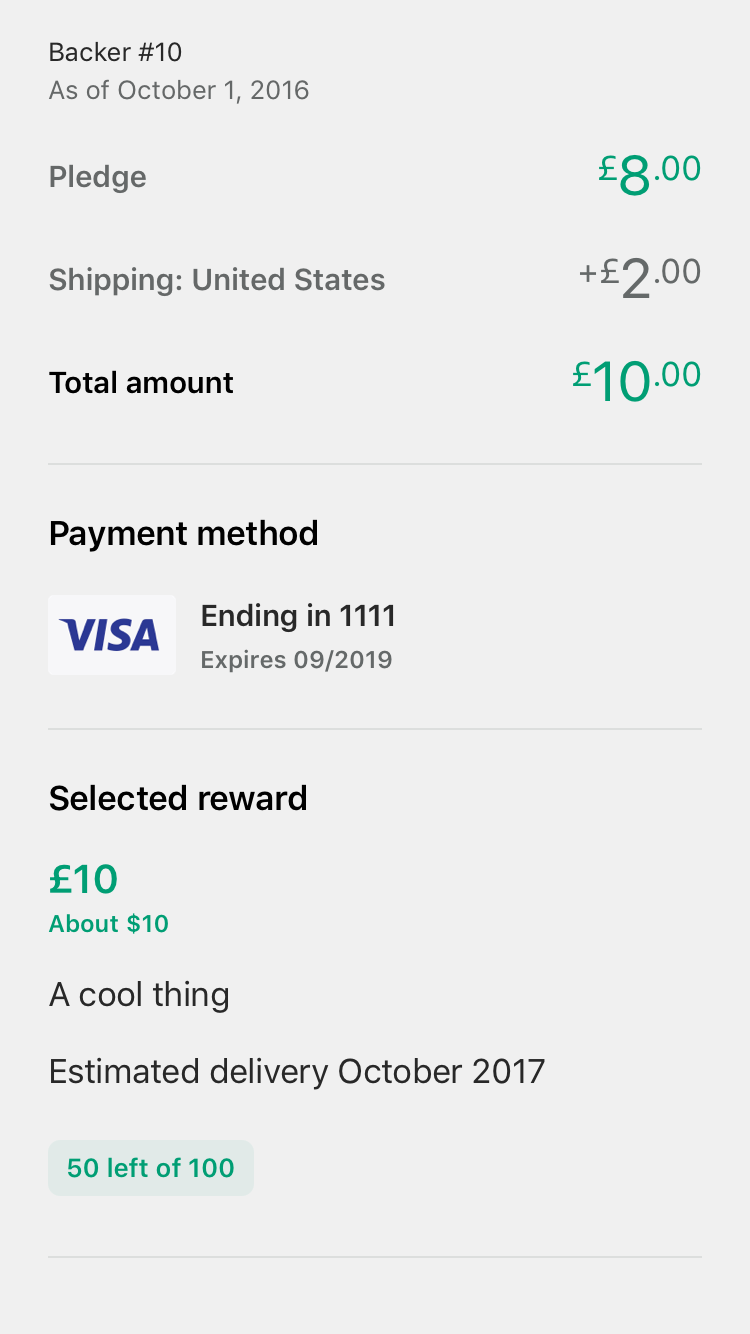 Backer #10
As of October 1, 2016
Pledge £8.00
Shipping: United States +£2.00
Total amount £10.00
Payment method
VISA Ending in 1111
Expires 09/2019
Selected reward
£10
About $10
A cool thing
Estimated delivery October 2017
50 left of 100